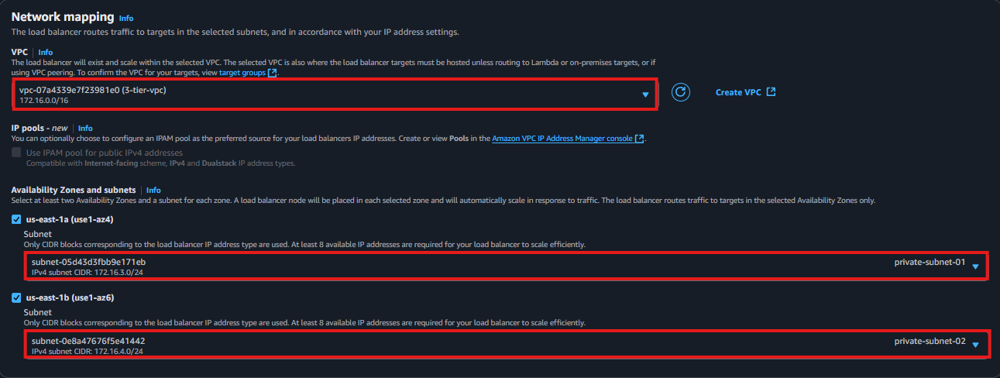 Network mapping Info
The load balancer routes traffic to targets in the selected subnets, and in accordance with your IP address settings.
VPC Info
The load balancer will exist and scale within the selected VPC. The selected VPC is also where the load balancer targets must be hosted unless routing to Lambda or on-premises targets, or if
using VPC peering. To confirm the VPC for your targets, view target groups.
vpc-07a4339e7f23981e0 (3-tier-vpc)
172.16.0.0/16
Create VPC
IP pools - new Info
You can optionally choose to configure an IPAM pool as the preferred source for your load balancers IP addresses. Create or view Pools in the Amazon VPC IP Address Manager console.
Use IPAM pool for public IPv4 addresses
Compatible with Internet-facing scheme, IPv4 and Dualstack IP address types.
Availability Zones and subnets Info
Select at least two Availability Zones and a subnet for each zone. A load balancer node will be placed in each selected zone and will automatically scale in response to traffic. The load balancer routes traffic to targets in the selected Availability Zones only.
us-east-1a (use1-az4)
Subnet
Only CIDR blocks corresponding to the load balancer IP address type are used. At least 8 available IP addresses are required for your load balancer to scale efficiently.
subnet-05d43d3fbb9e171eb private-subnet-01
IPv4 subnet CIDR: 172.16.3.0/24
us-east-1b (use1-az6)
Subnet
Only CIDR blocks corresponding to the load balancer IP address type are used. At least 8 available IP addresses are required for your load balancer to scale efficiently.
subnet-0e8a47676f5e41442 private-subnet-02
IPv4 subnet CIDR: 172.16.4.0/24